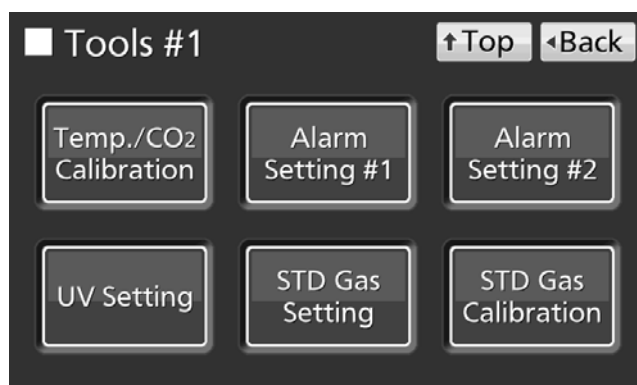 Tools #1
↑Top ◂Back
Temp./CO2
Calibration
Alarm
Setting #1
Alarm
Setting #2
UV Setting
STD Gas
Setting
STD Gas
Calibration